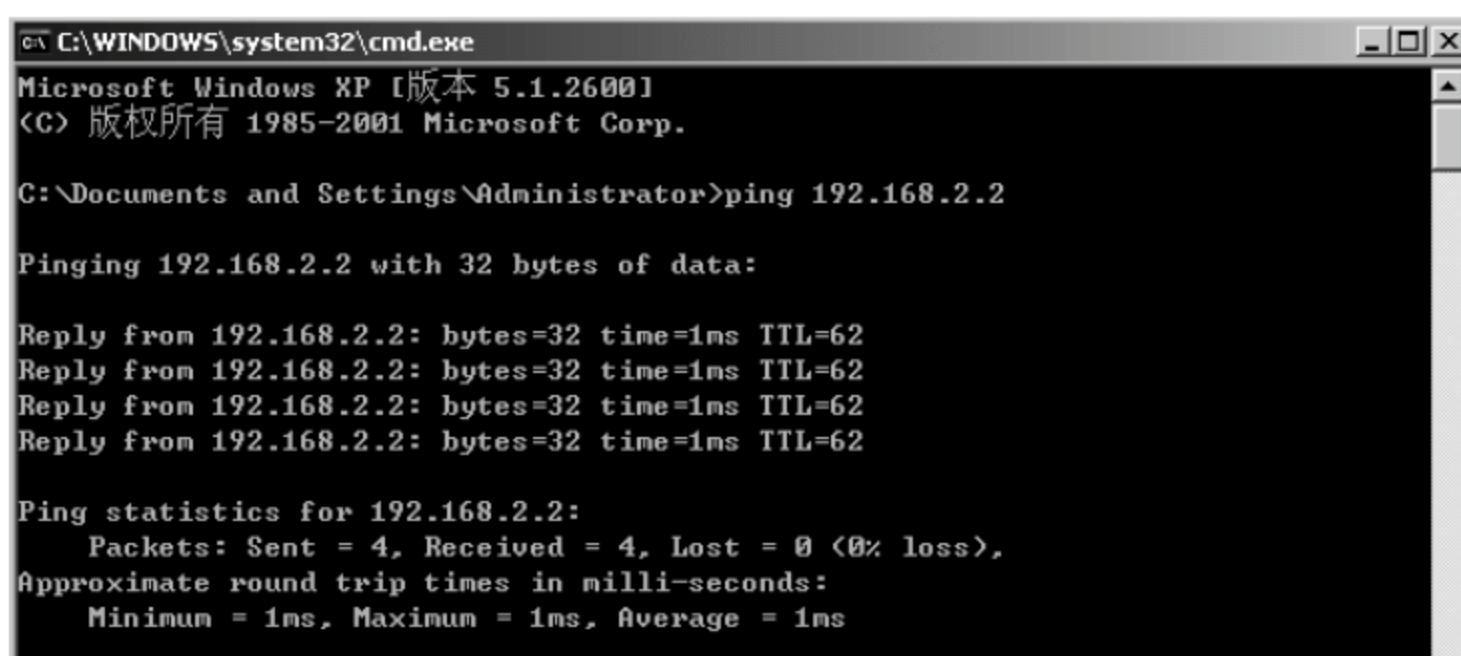 C:\WINDOWS\system32\cmd.exe
Microsoft Windows XP [版本 5.1.2600]
(C) 版权所有 1985-2001 Microsoft Corp.
C:\Documents and Settings\Administrator>ping 192.168.2.2
Pinging 192.168.2.2 with 32 bytes of data:
Reply from 192.168.2.2: bytes=32 time=1ms TTL=62
Reply from 192.168.2.2: bytes=32 time=1ms TTL=62
Reply from 192.168.2.2: bytes=32 time=1ms TTL=62
Reply from 192.168.2.2: bytes=32 time=1ms TTL=62
Ping statistics for 192.168.2.2:
    Packets: Sent = 4, Received = 4, Lost = 0 (0% loss),
Approximate round trip times in milli-seconds:
    Minimum = 1ms, Maximum = 1ms, Average = 1ms